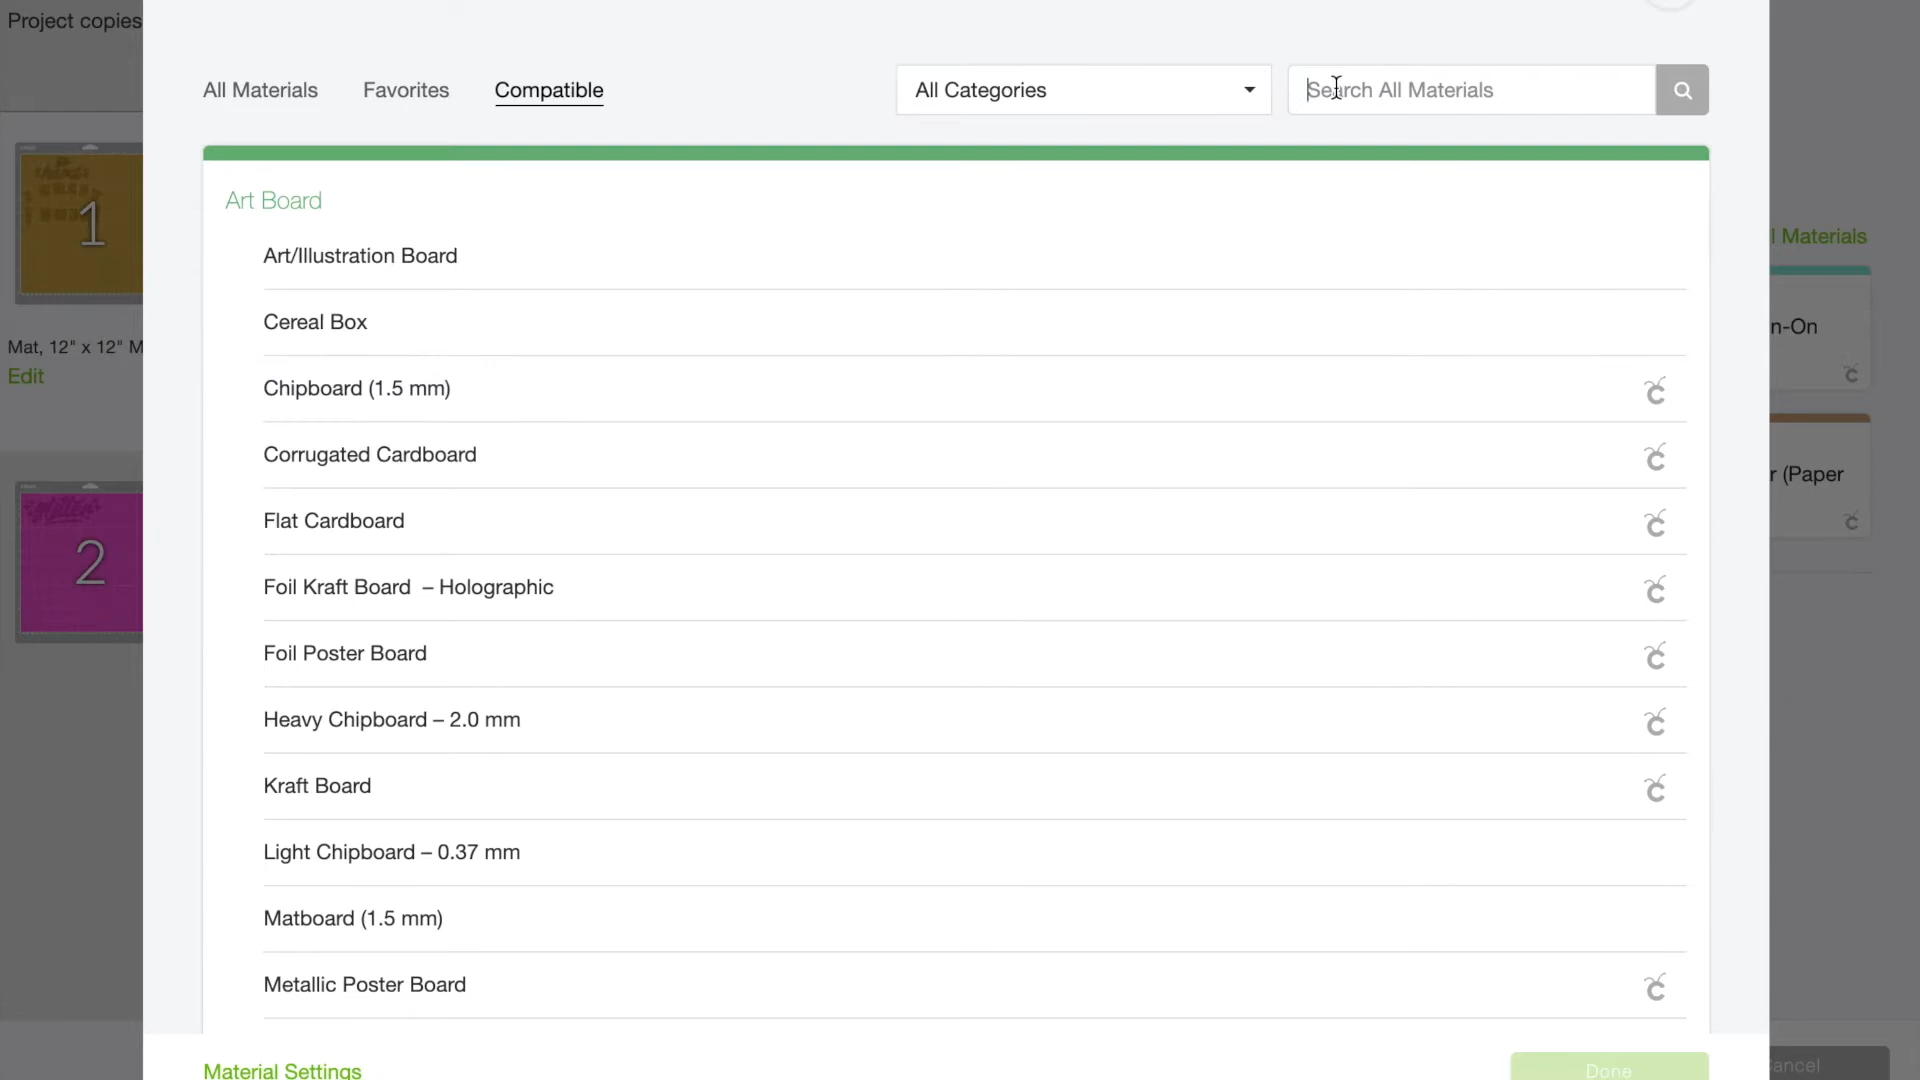 Project copies
All Materials
Favorites
Compatible
All Categories
Search All Materials
Art Board
Art/Illustration Board
Cereal Box
Chipboard (1.5 mm)
Corrugated Cardboard
Flat Cardboard
Foil Kraft Board – Holographic
Foil Poster Board
Heavy Chipboard – 2.0 mm
Kraft Board
Light Chipboard – 0.37 mm
Matboard (1.5 mm)
Metallic Poster Board
Material Settings
Done
1
Mat, 12" x 12" M
Edit
2
l Materials
n-On
r (Paper
ancel